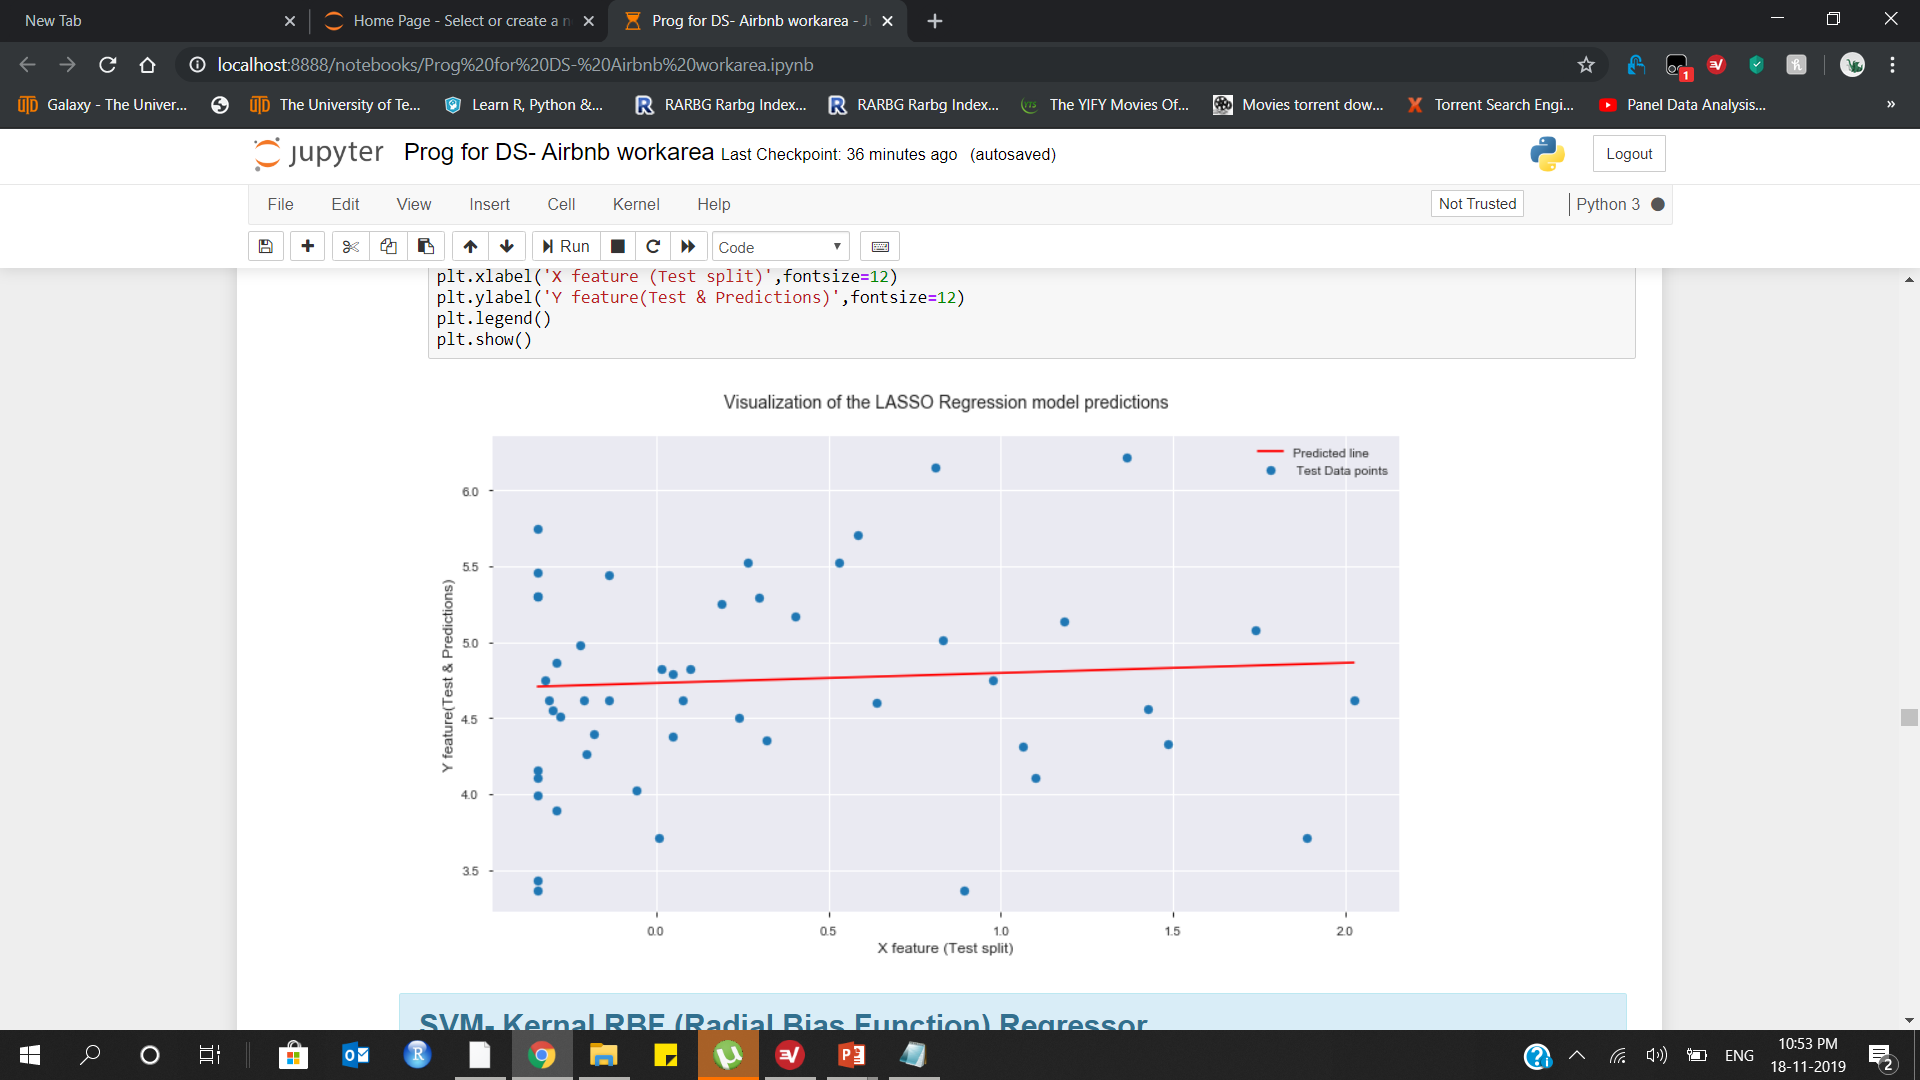 New Tab
Home Page - Select or create a n
Prog for DS- Airbnb workarea - J
localhost:8888/notebooks/Prog%20for%20DS-%20Airbnb%20workarea.ipynb
1
Galaxy - The Univer...
The University of Te...
Learn R, Python &...
RARBG Rarbg Index...
RARBG Rarbg Index...
The YIFY Movies Of...
Movies torrent dow...
Torrent Search Engi...
Panel Data Analysis...
»
jupyter Prog for DS- Airbnb workarea Last Checkpoint: 36 minutes ago (autosaved)
Logout
File Edit View Insert Cell Kernel Help
Not Trusted
Python 3
Run
Code
plt.xlabel('X feature (Test split)',fontsize=12)
plt.ylabel('Y feature(Test & Predictions)',fontsize=12)
plt.legend()
plt.show()
Visualization of the LASSO Regression model predictions
Predicted line
Test Data points
6.0
5.5
5.0
4.5
4.0
3.5
Y feature(Test & Predictions)
0.0 0.5 1.0 1.5 2.0
X feature (Test split)
SVM- Kernal RBF (Radial Bias Function) Regressor
ENG
10:53 PM
18-11-2019
2